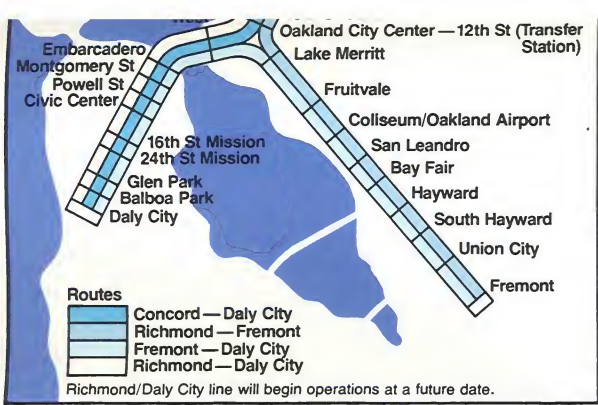 West
Oakland City Center — 12th St (Transfer
Station)
Embarcadero
Montgomery St
Powell St
Civic Center
16th St Mission
24th St Mission
Glen Park
Balboa Park
Daly City
Lake Merritt
Fruitvale
Coliseum/Oakland Airport
San Leandro
Bay Fair
Hayward
South Hayward
Union City
Fremont
Routes
Concord — Daly City
Richmond — Fremont
Fremont — Daly City
Richmond — Daly City
Richmond/Daly City line will begin operations at a future date.